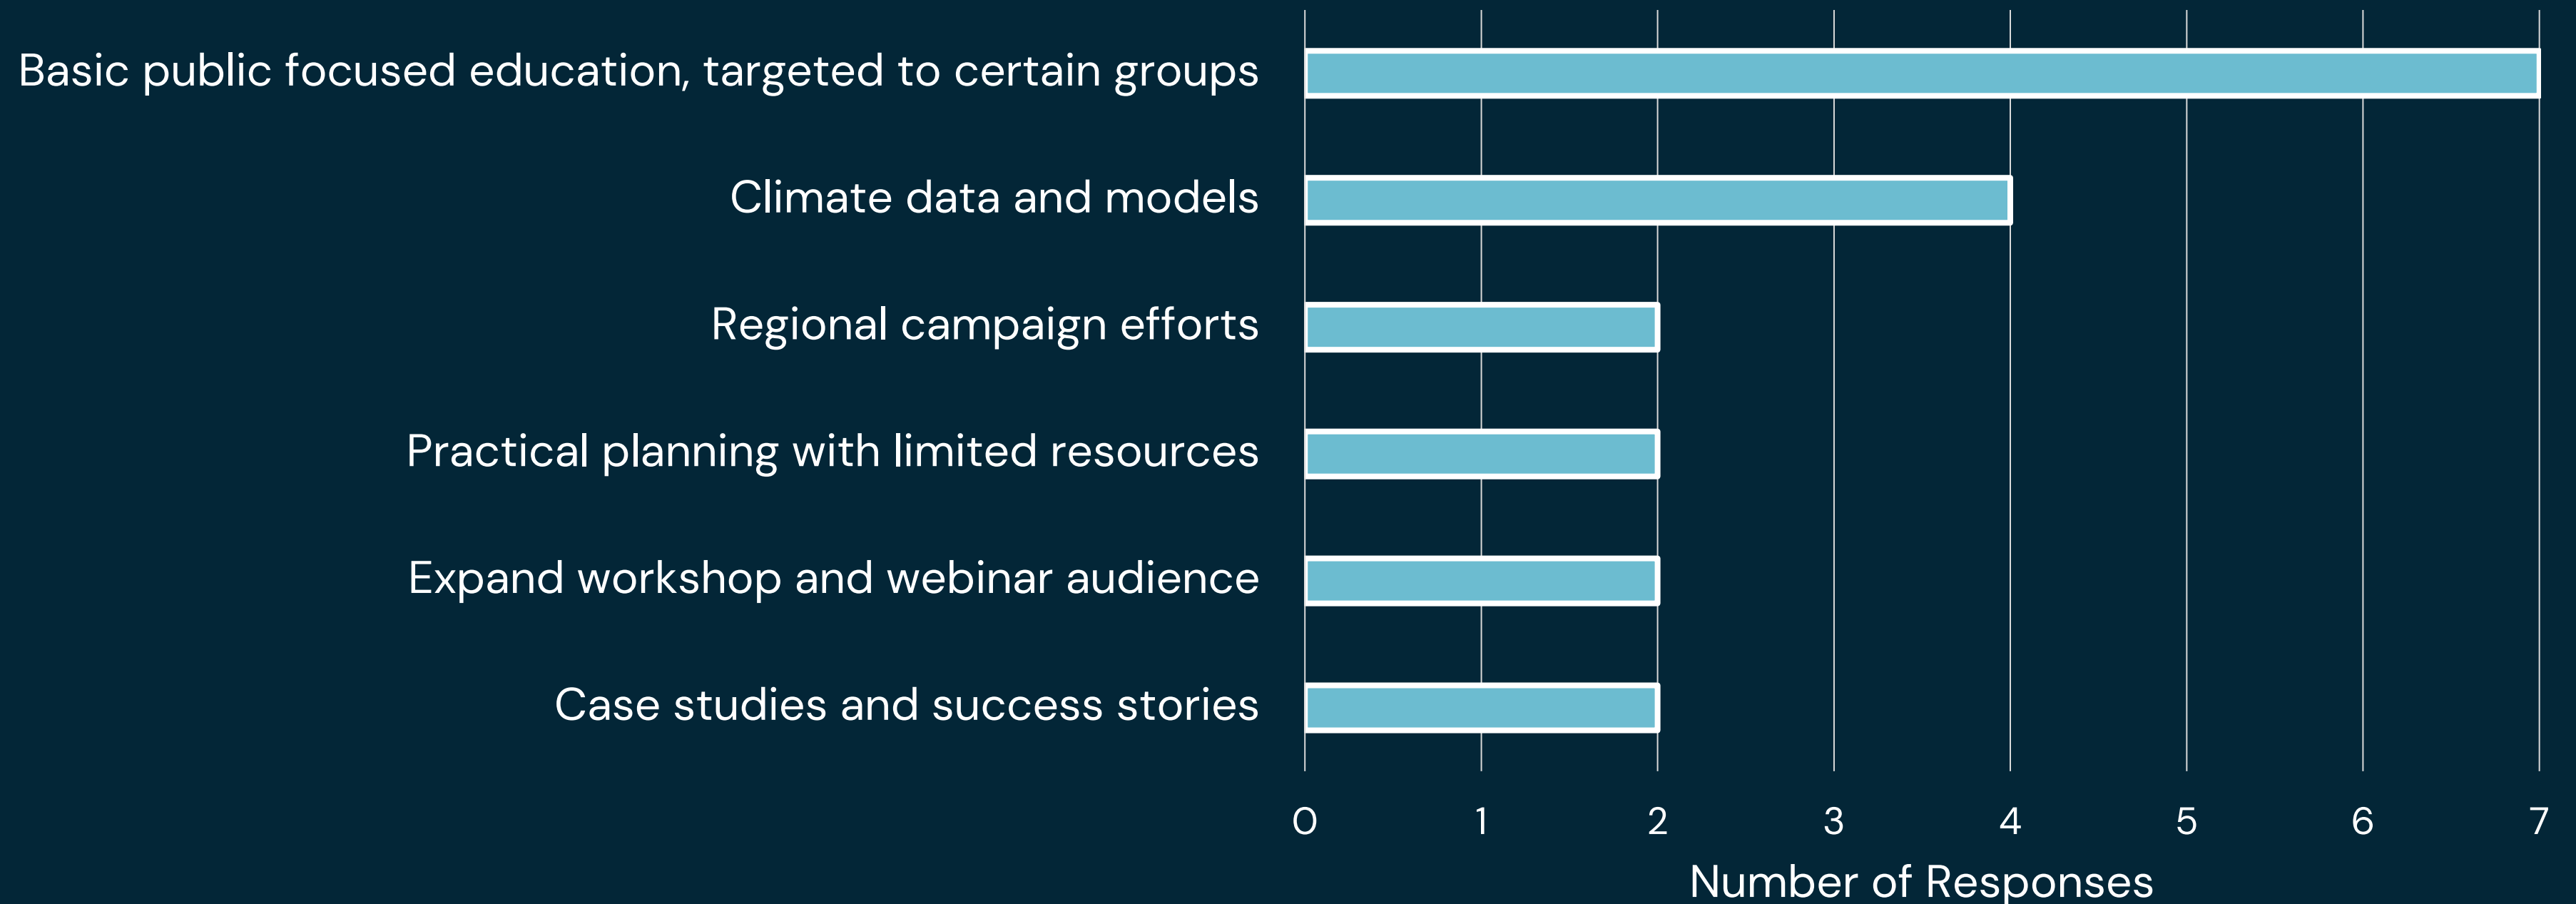 Basic public focused education, targeted to certain groups
Climate data and models
Regional campaign efforts
Practical planning with limited resources
Expand workshop and webinar audience
Case studies and success stories
0 1 2 3 4 5 6 7
Number of Responses